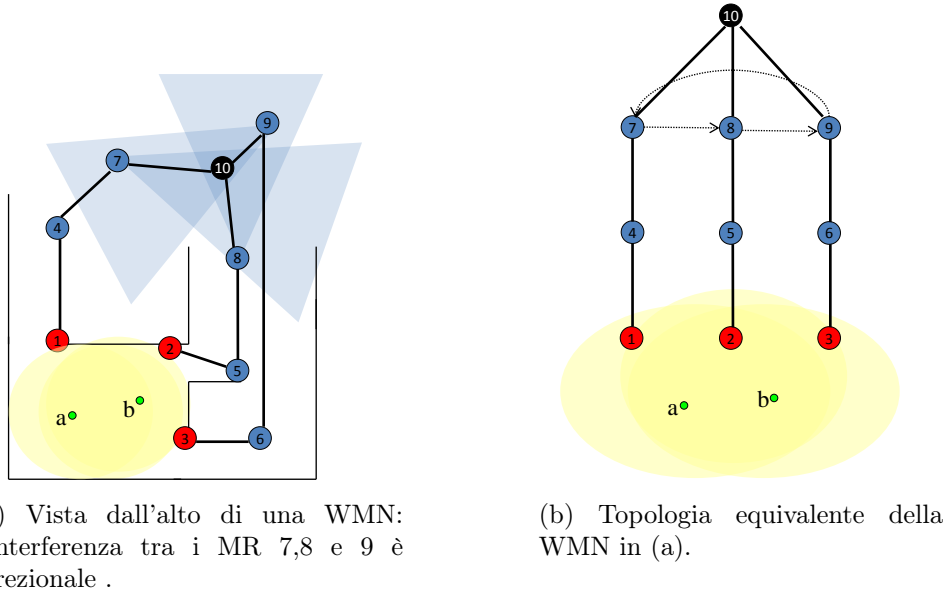 10
9
7
10
7
8
9
4
8
4
5
6
1
2
5
1
2
3
a
b
3
6
a
b
) Vista dall'alto di una WMN:
nterferenza tra i MR 7,8 e 9 è
rezionale .
(b) Topologia equivalente della
WMN in (a).